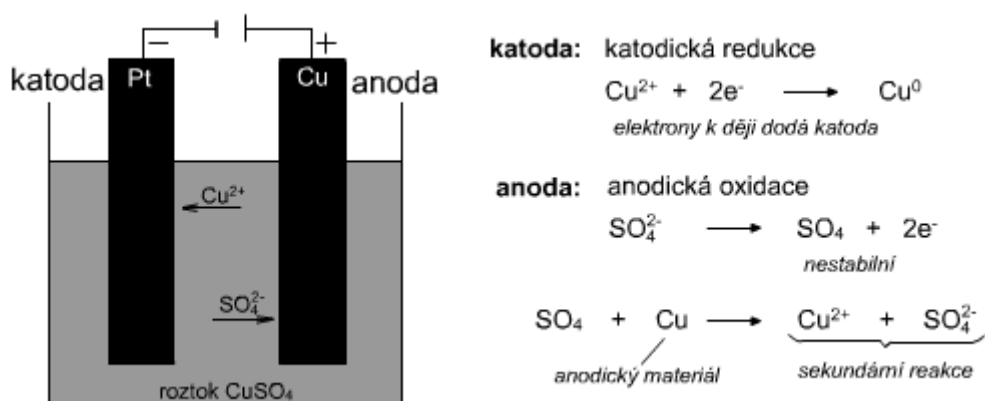 − +
katoda Pt Cu anoda
Cu²⁺
SO₄²⁻
roztok CuSO₄
katoda: katodická redukce
Cu²⁺ + 2e⁻ → Cu⁰
elektrony k ději dodá katoda
anoda: anodická oxidace
SO₄²⁻ → SO₄ + 2e⁻
nestabilní
SO₄ + Cu → Cu²⁺ + SO₄²⁻
anodický materiál sekundární reakce